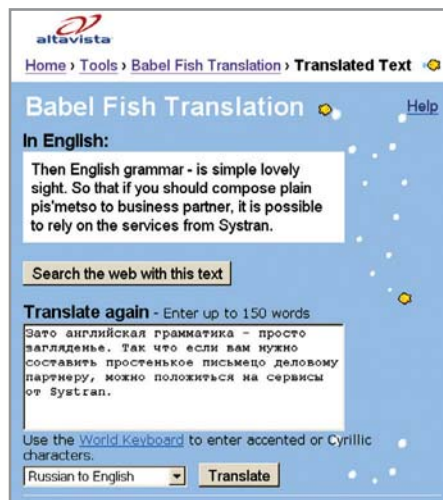 altavista
Home › Tools › Babel Fish Translation › Translated Text
Babel Fish Translation
Help
In English:
Then English grammar - is simple lovely
sight. So that if you should compose plain
pis'metso to business partner, it is possible
to rely on the services from Systran.
Search the web with this text
Translate again - Enter up to 150 words
Зато английская грамматика - просто
загляденье. Так что если вам нужно
составить простенькое письмецо деловому
партнеру, можно положиться на сервисы
от Systran.
Use the World Keyboard to enter accented or Cyrillic
characters.
Russian to English
Translate